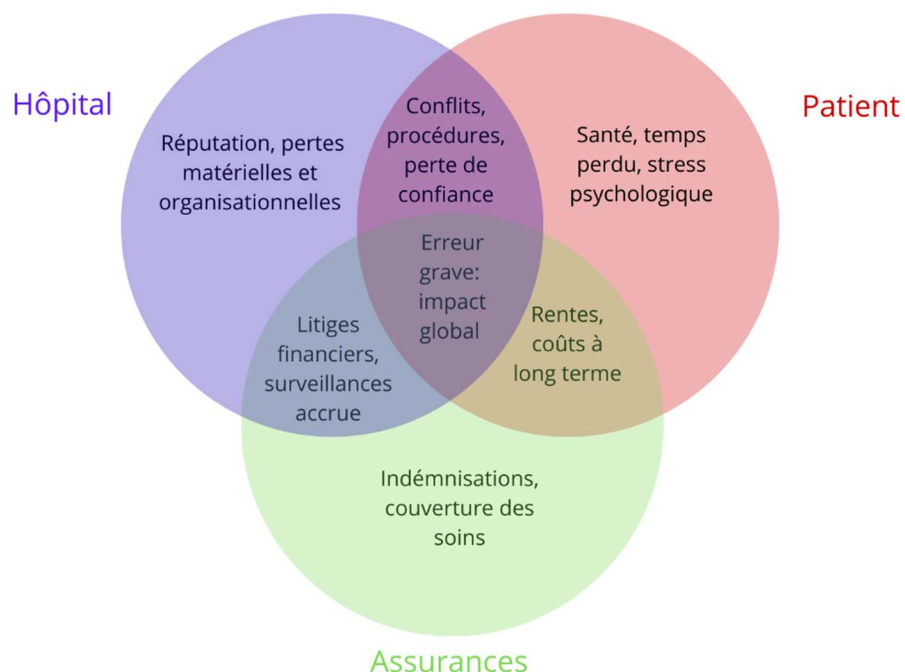 Hôpital
Patient
Réputation, pertes
matérielles et
organisationnelles
Conflits,
procédures,
perte de
confiance
Santé, temps
perdu, stress
psychologique
Erreur
grave:
impact
global
Litiges
financiers,
surveillances
accrue
Rentes,
coûts à
long terme
Indémnisations,
couverture des
soins
Assurances